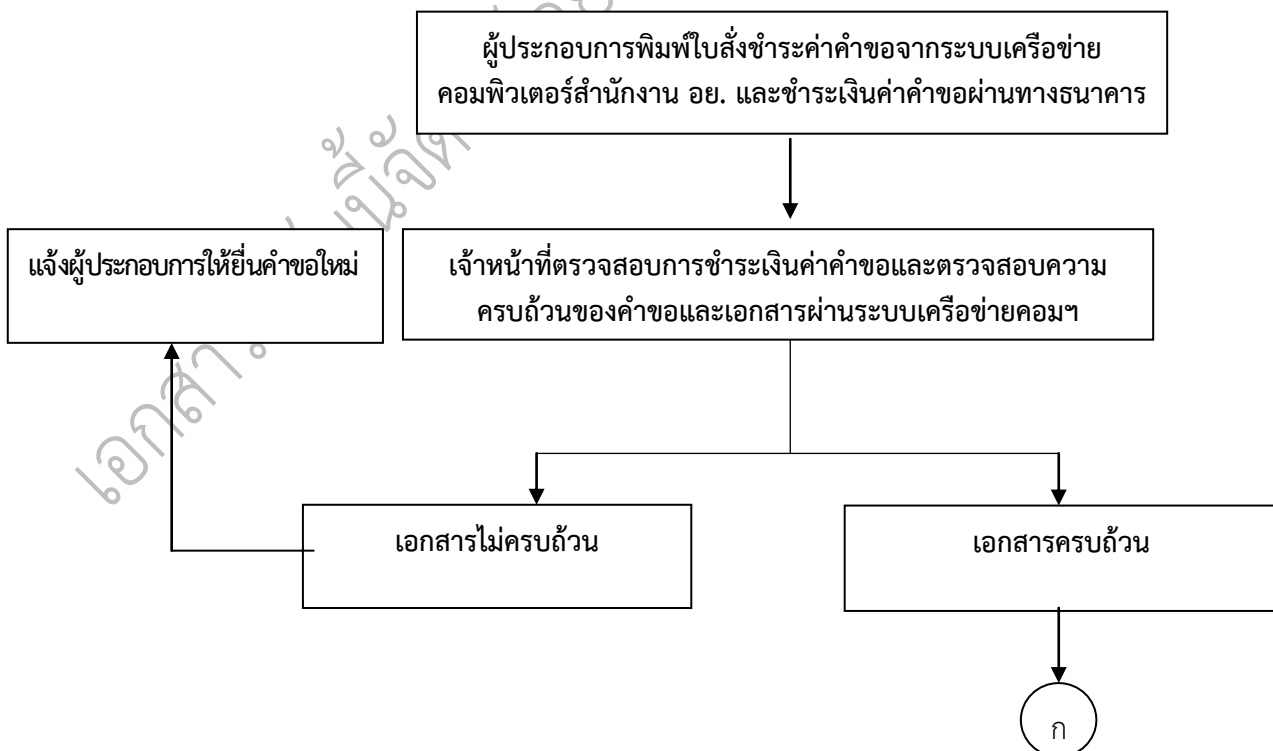 ผู้ประกอบการพิมพ์ใบสั่งชำระค่าคำขอจากระบบเครือข่าย
คอมพิวเตอร์สำนักงาน อย. และชำระเงินค่าคำขอผ่านทางธนาคาร
แจ้งผู้ประกอบการให้ยื่นคำขอใหม่
เจ้าหน้าที่ตรวจสอบการชำระเงินค่าคำขอและตรวจสอบความ
ครบถ้วนของคำขอและเอกสารผ่านระบบเครือข่ายคอมฯ
เอกสารไม่ครบถ้วน
เอกสารครบถ้วน
ก